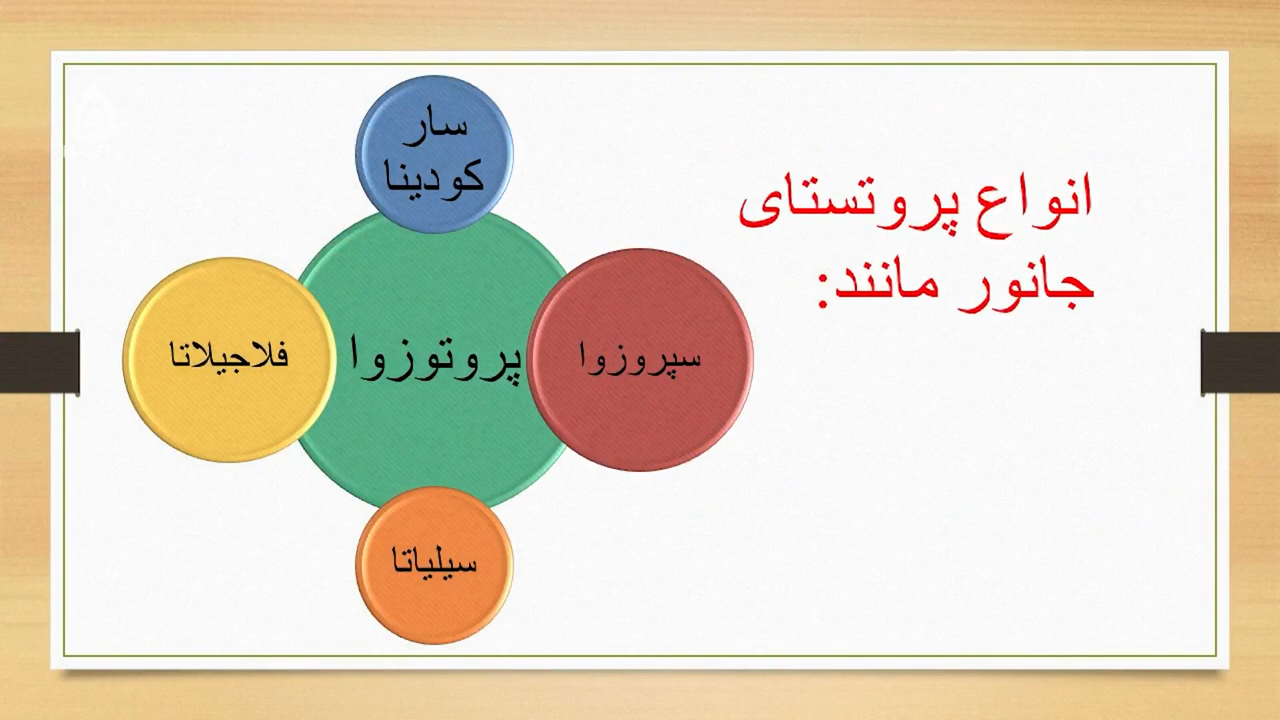 انواع پروتستای
جانور مانند:
سار
کودینا
سپروزوا
پروتوزوا
فلاجیلاتا
سیلیاتا